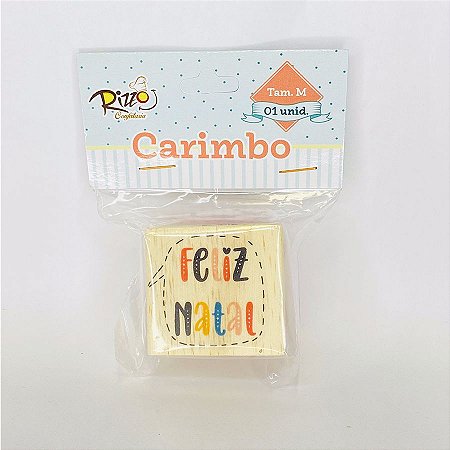 Rizzo
Confeitaria
Tam. M
01 unid.
Carimbo
Feliz
Natal